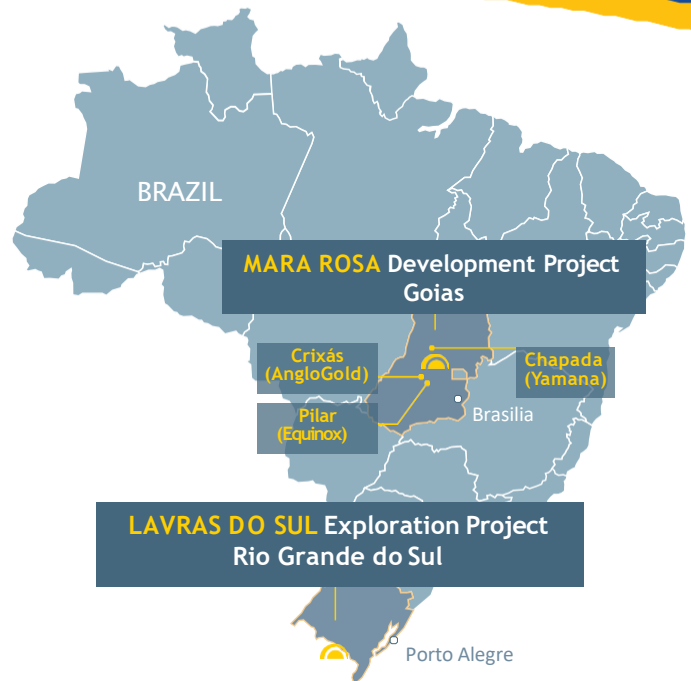 BRAZIL
MARA ROSA Development Project
Goias
Crixás
(AngloGold)
Chapada
(Yamana)
Pilar
(Equinox)
Brasilia
LAVRAS DO SUL Exploration Project
Rio Grande do Sul
Porto Alegre